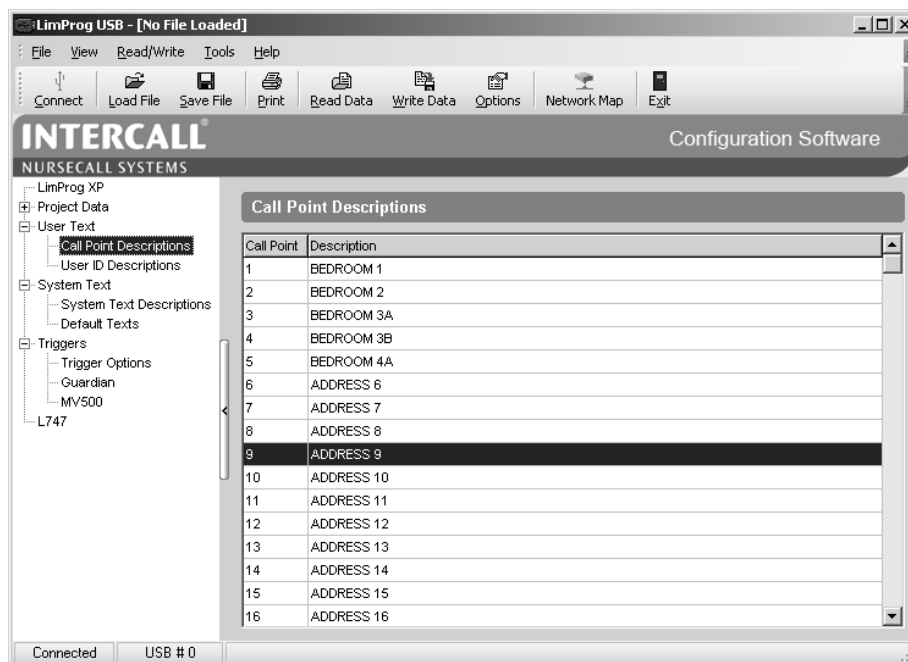 LimProg USB - [No File Loaded]
File View Read/Write Tools Help
Connect Load File Save File Print Read Data Write Data Options Network Map Exit
INTERCALL®
Configuration Software
NURSECALL SYSTEMS
LimProg XP
Project Data
User Text
Call Point Descriptions
User ID Descriptions
System Text
System Text Descriptions
Default Texts
Triggers
Trigger Options
Guardian
MV500
L747
Call Point Descriptions
Call Point Description
1 BEDROOM 1
2 BEDROOM 2
3 BEDROOM 3A
4 BEDROOM 3B
5 BEDROOM 4A
6 ADDRESS 6
7 ADDRESS 7
8 ADDRESS 8
9 ADDRESS 9
10 ADDRESS 10
11 ADDRESS 11
12 ADDRESS 12
13 ADDRESS 13
14 ADDRESS 14
15 ADDRESS 15
16 ADDRESS 16
Connected USB # 0